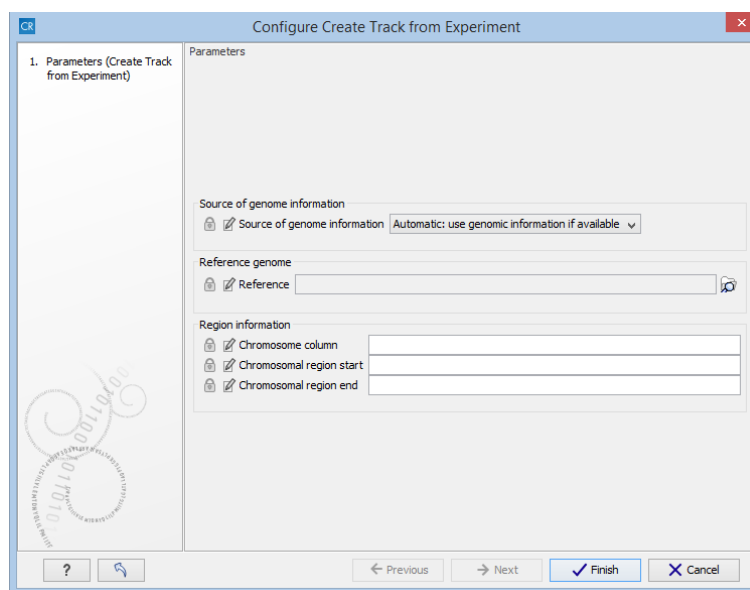 CR
Configure Create Track from Experiment
1. Parameters (Create Track
from Experiment)
Parameters
Source of genome information
Source of genome information Automatic: use genomic information if available
Reference genome
Reference
Region information
Chromosome column
Chromosomal region start
Chromosomal region end
? Previous Next Finish Cancel